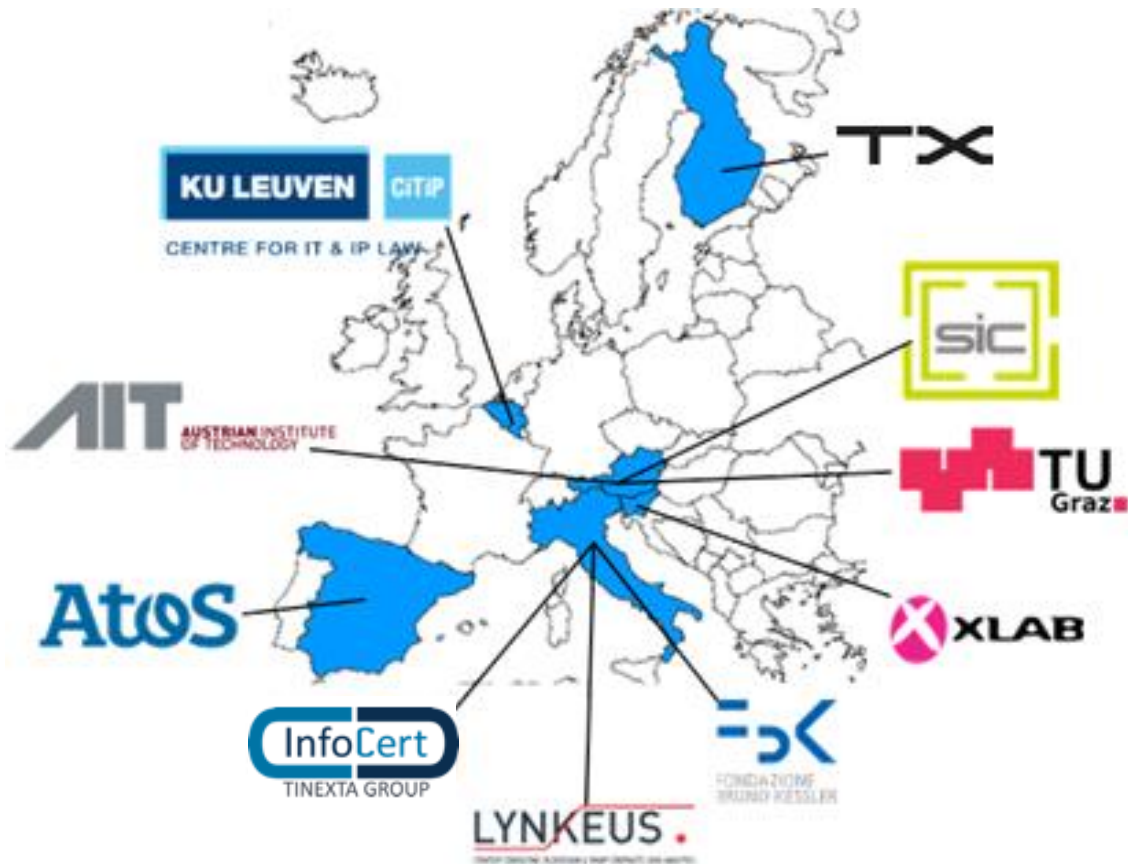 TX
KU LEUVEN
CiTiP
CENTRE FOR IT & IP LAW
sic
AIT
AUSTRIAN INSTITUTE
OF TECHNOLOGY
TU
Graz
AtoS
XLAB
InfoCert
TINEXTA GROUP
FBK
FONDAZIONE
BRUNO KESSLER
LYNKEUS